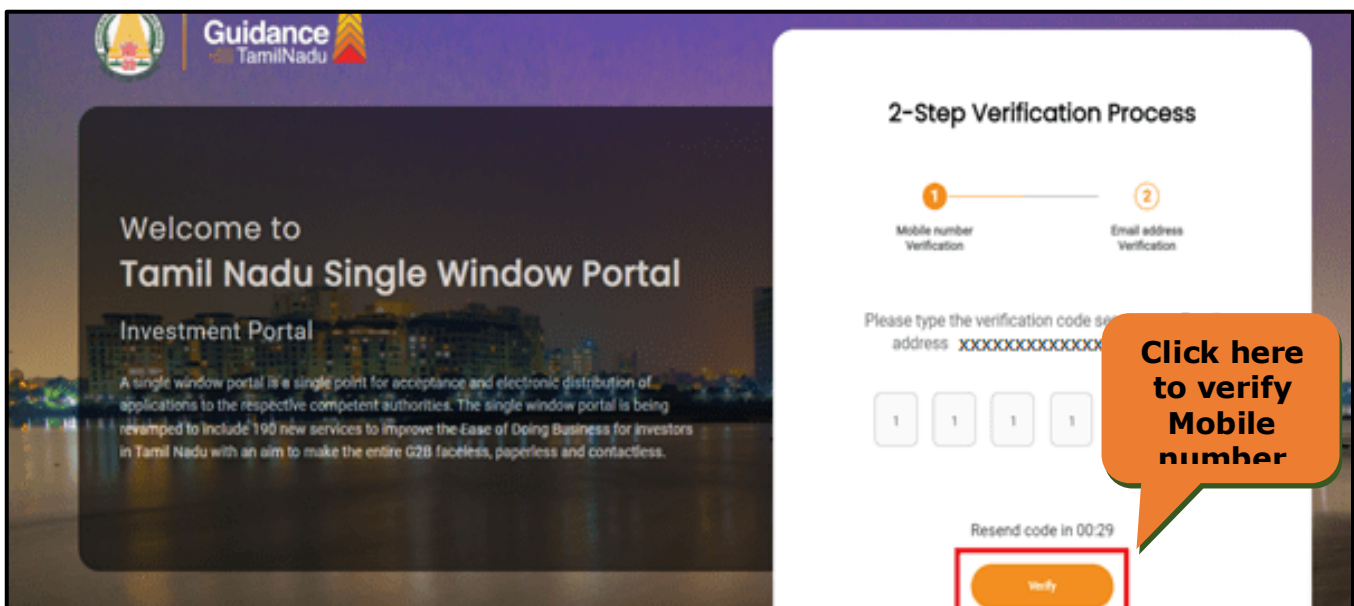 Guidance
TamilNadu
Welcome to
Tamil Nadu Single Window Portal
Investment Portal
A single window portal is a single point for acceptance and electronic distribution of
applications to the respective competent authorities. The single window portal is being
revamped to include 190 new services to improve the Ease of Doing Business for investors
in Tamil Nadu with an aim to make the entire G2B faceless, paperless and contactless.
2-Step Verification Process
1
2
Mobile number
Verification
Email address
Verification
Please type the verification code
address XXXXXXXXXXXXX
1 1 1 1
Click here
to verify
Mobile
number
Resend code in 00:29
Verify